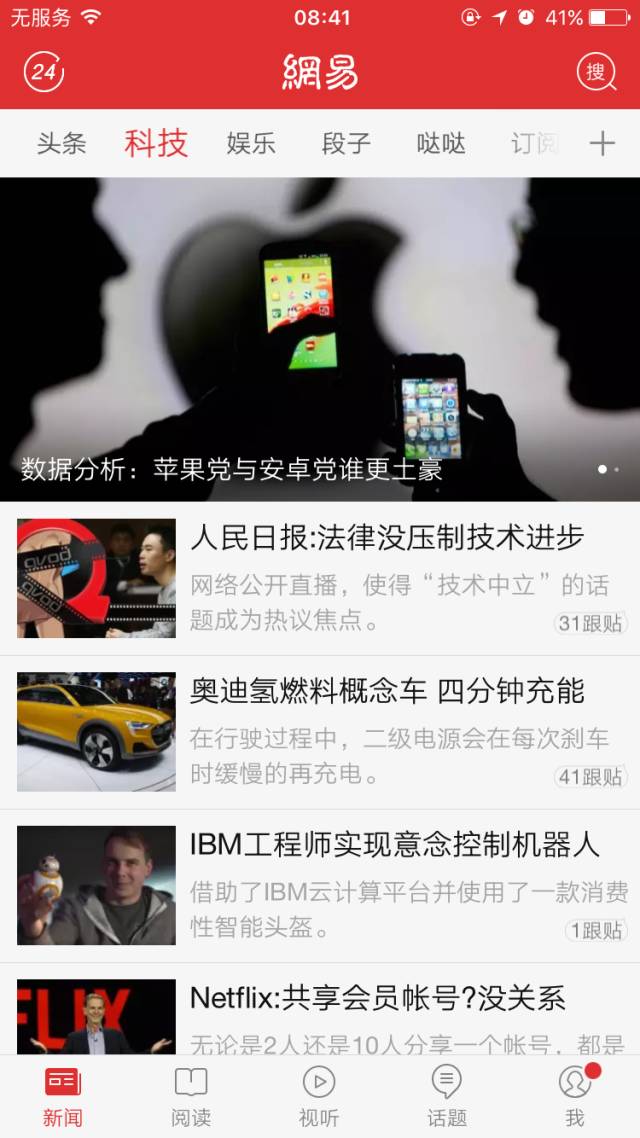 无服务 08:41 41%
24 網易 搜
头条 科技 娱乐 段子 哒哒 订阅
数据分析：苹果党与安卓党谁更土豪
人民日报:法律没压制技术进步
网络公开直播，使得“技术中立”的话
题成为热议焦点。
31跟贴
奥迪氢燃料概念车 四分钟充能
在行驶过程中，二级电源会在每次刹车
时缓慢的再充电。
41跟贴
IBM工程师实现意念控制机器人
借助了IBM云计算平台并使用了一款消费
性智能头盔。
1跟贴
FLIX
Netflix:共享会员帐号?没关系
无论是2人还是10人分享一个帐号，都是
新闻 阅读 视听 话题 我